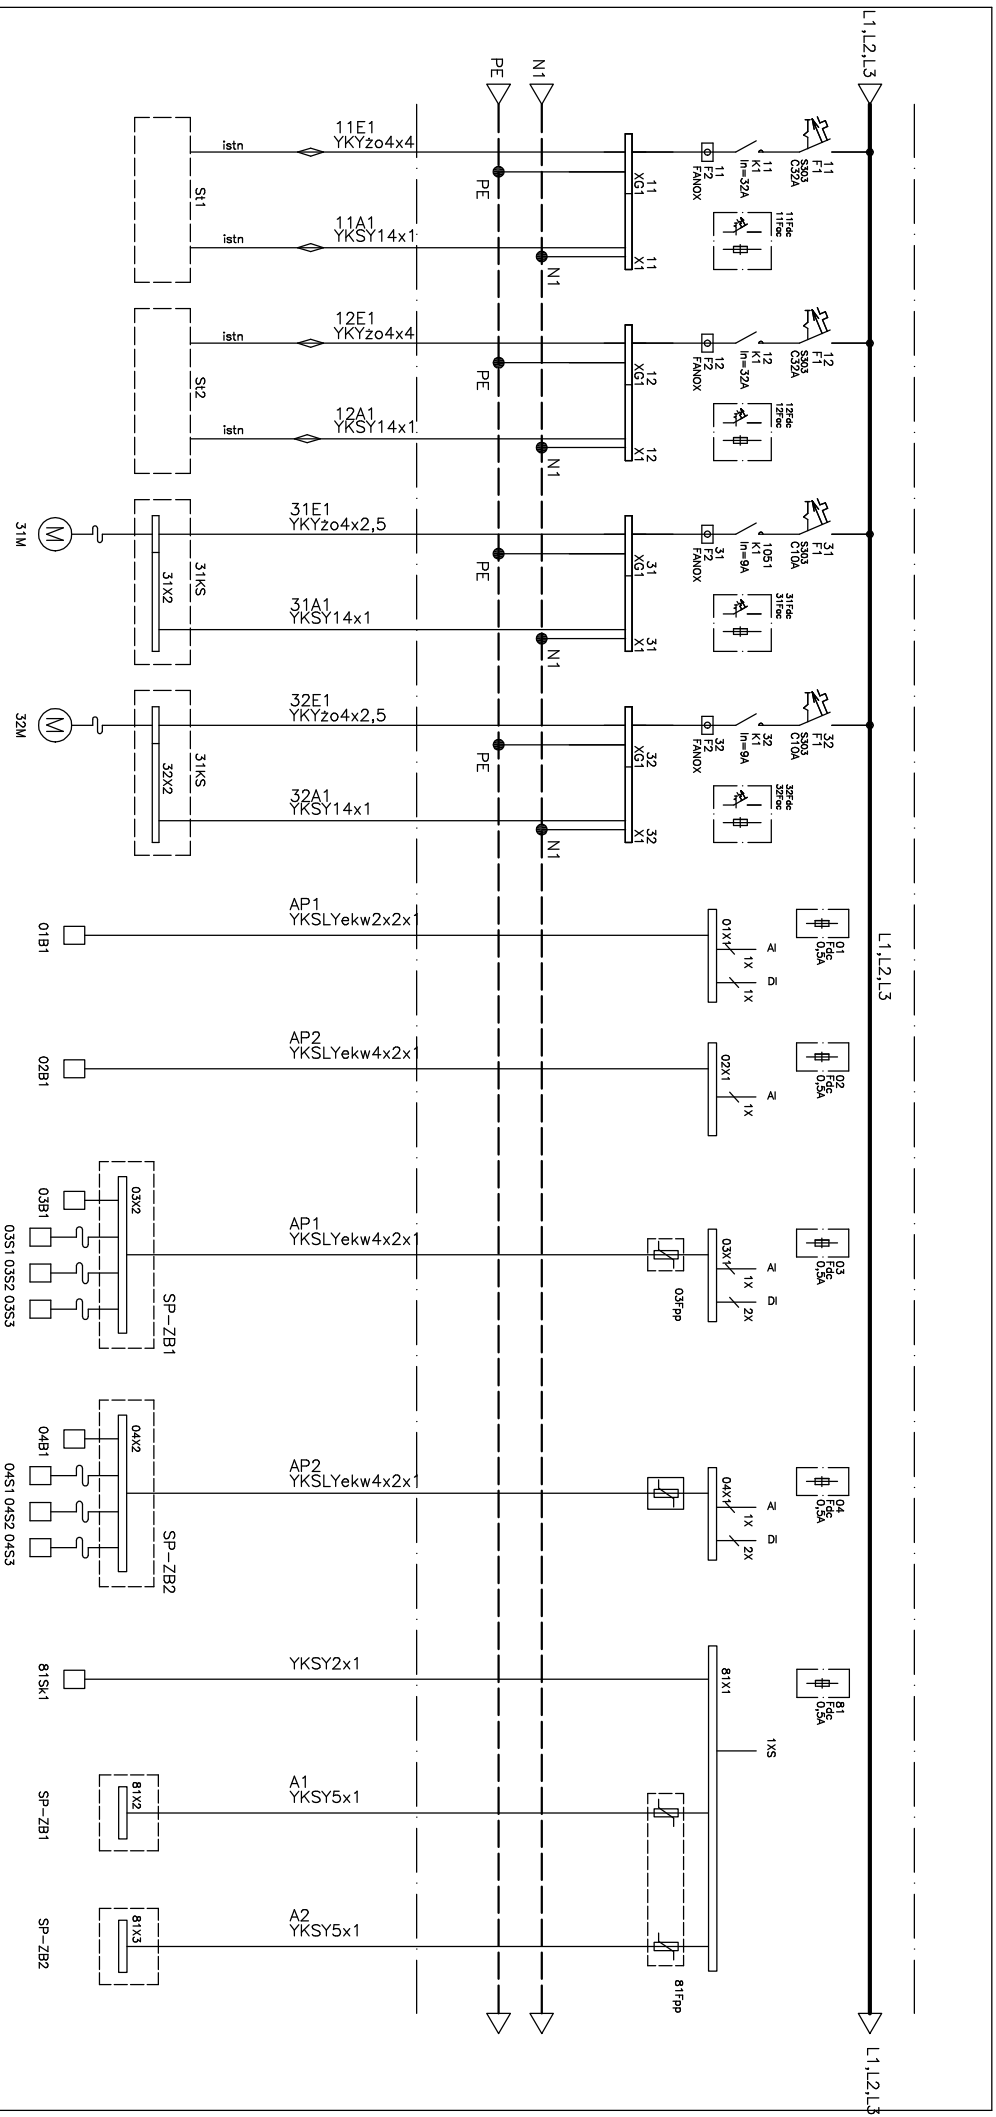 L1,L2,L3
N1
PE
11
F1
S303
C32A
11
K1
In=32A
11
F2
FANOX
11Fdc
11Foc
11
XG1
11
X1
PE
N1
11E1
YKYżo4x4
11A1
YKSY14x1
istn
istn
St1
12
F1
S303
C32A
12
K1
In=32A
12
F2
FANOX
12Fdc
12Foc
12
XG1
12
X1
PE
N1
12E1
YKYżo4x4
12A1
YKSY14x1
istn
istn
St2
31
F1
S303
C10A
1051
K1
In=9A
31
F2
FANOX
31Fdc
31Foc
31
XG1
31
X1
PE
N1
31E1
YKYżo4x2,5
31A1
YKSY14x1
31KS
31X2
M
31M
32
F1
S303
C10A
32
K1
In=9A
32
F2
FANOX
32Fdc
32Foc
32
XG1
32
X1
PE
N1
32E1
YKYżo4x2,5
32A1
YKSY14x1
31KS
32X2
M
32M
L1,L2,L3
01
Fdc
0,5A
AI
DI
1X
1X
01X1
AP1
YKSLYekw2x2x1
01B1
02
Fdc
0,5A
AI
1X
02X1
AP2
YKSLYekw4x2x1
02B1
03
Fdc
0,5A
AI
DI
1X
2X
03X1
03Fpp
AP1
YKSLYekw4x2x1
03X2
SP-ZB1
03B1
03S1 03S2 03S3
04
Fdc
0,5A
AI
DI
1X
2X
04X1
AP2
YKSLYekw4x2x1
04X2
SP-ZB2
04B1
04S1 04S2 04S3
81
Fdc
0,5A
1XS
81X1
81Fpp
YKSY2x1
81Sk1
A1
YKSY5x1
81X2
SP-ZB1
A2
YKSY5x1
81X3
SP-ZB2
L1,L2,L3